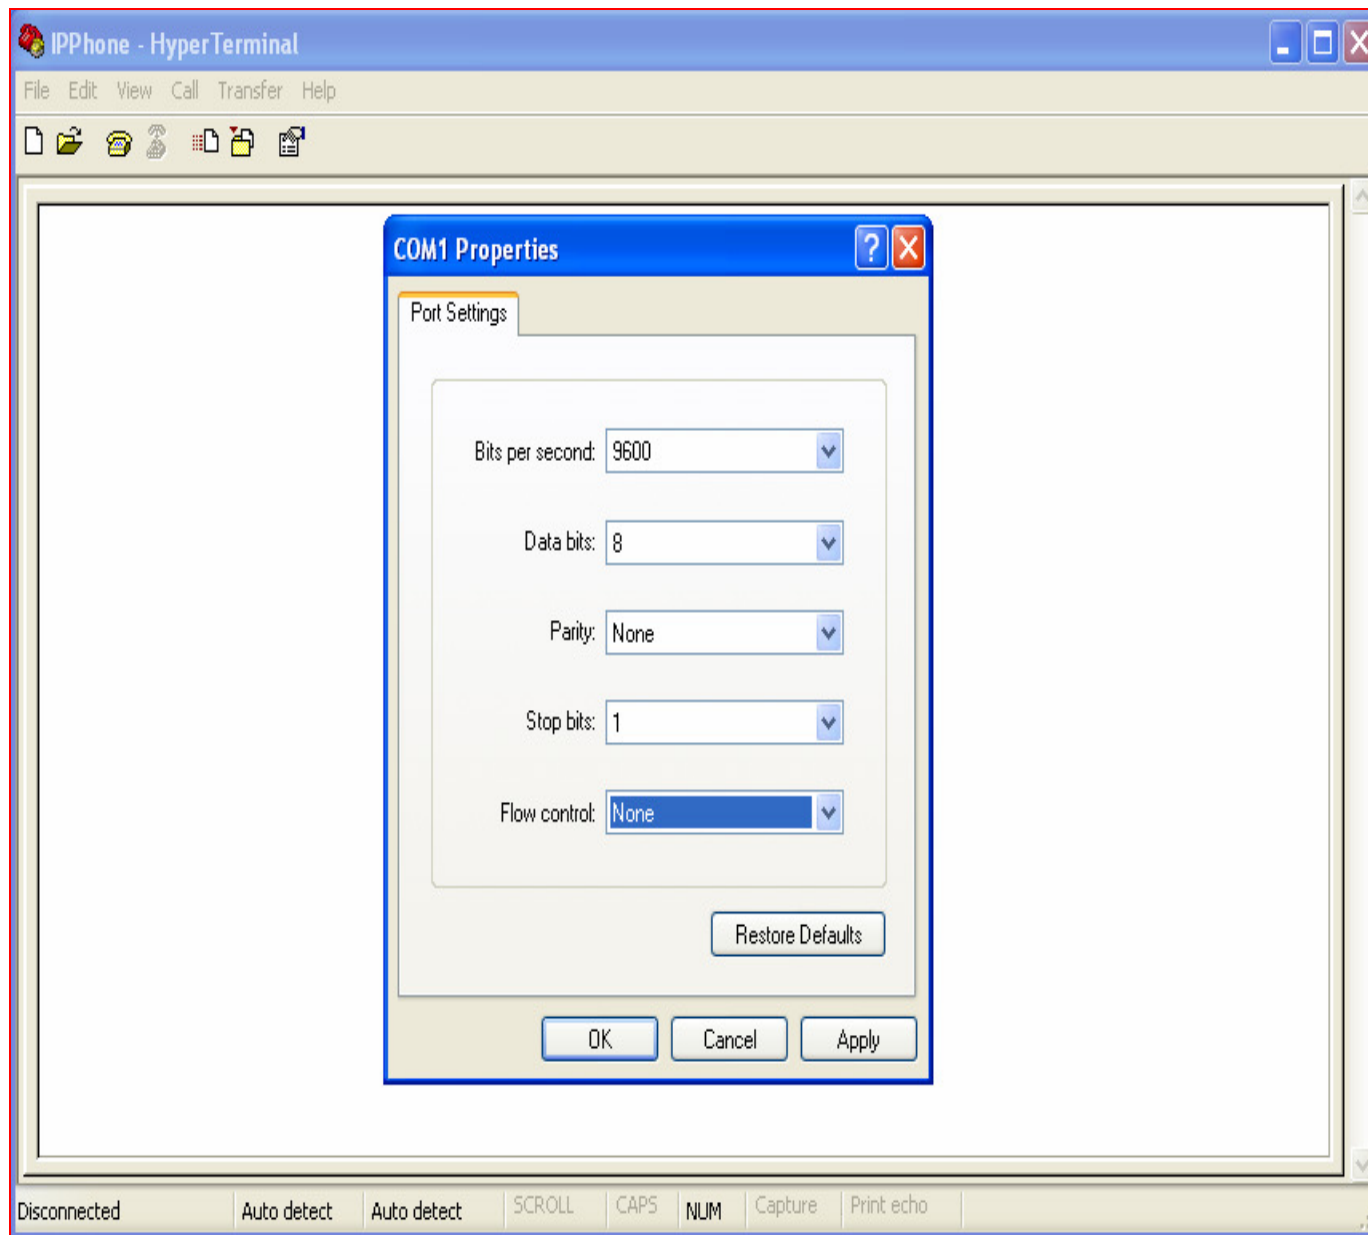 IPPhone - HyperTerminal
File Edit View Call Transfer Help
COM1 Properties
?
Port Settings
Bits per second: 9600
Data bits: 8
Parity: None
Stop bits: 1
Flow control: None
Restore Defaults
OK Cancel Apply
Disconnected Auto detect Auto detect SCROLL CAPS NUM Capture Print echo